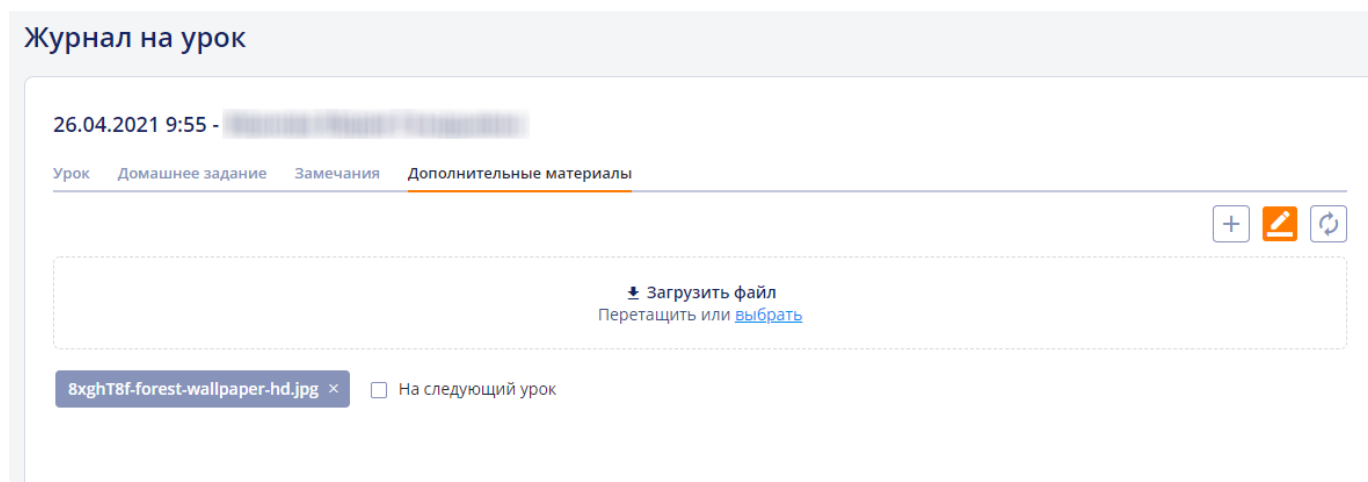 Журнал на урок
26.04.2021 9:55 -
Урок Домашнее задание Замечания Дополнительные материалы
Загрузить файл
Перетащить или выбрать
8xghT8f-forest-wallpaper-hd.jpg × На следующий урок